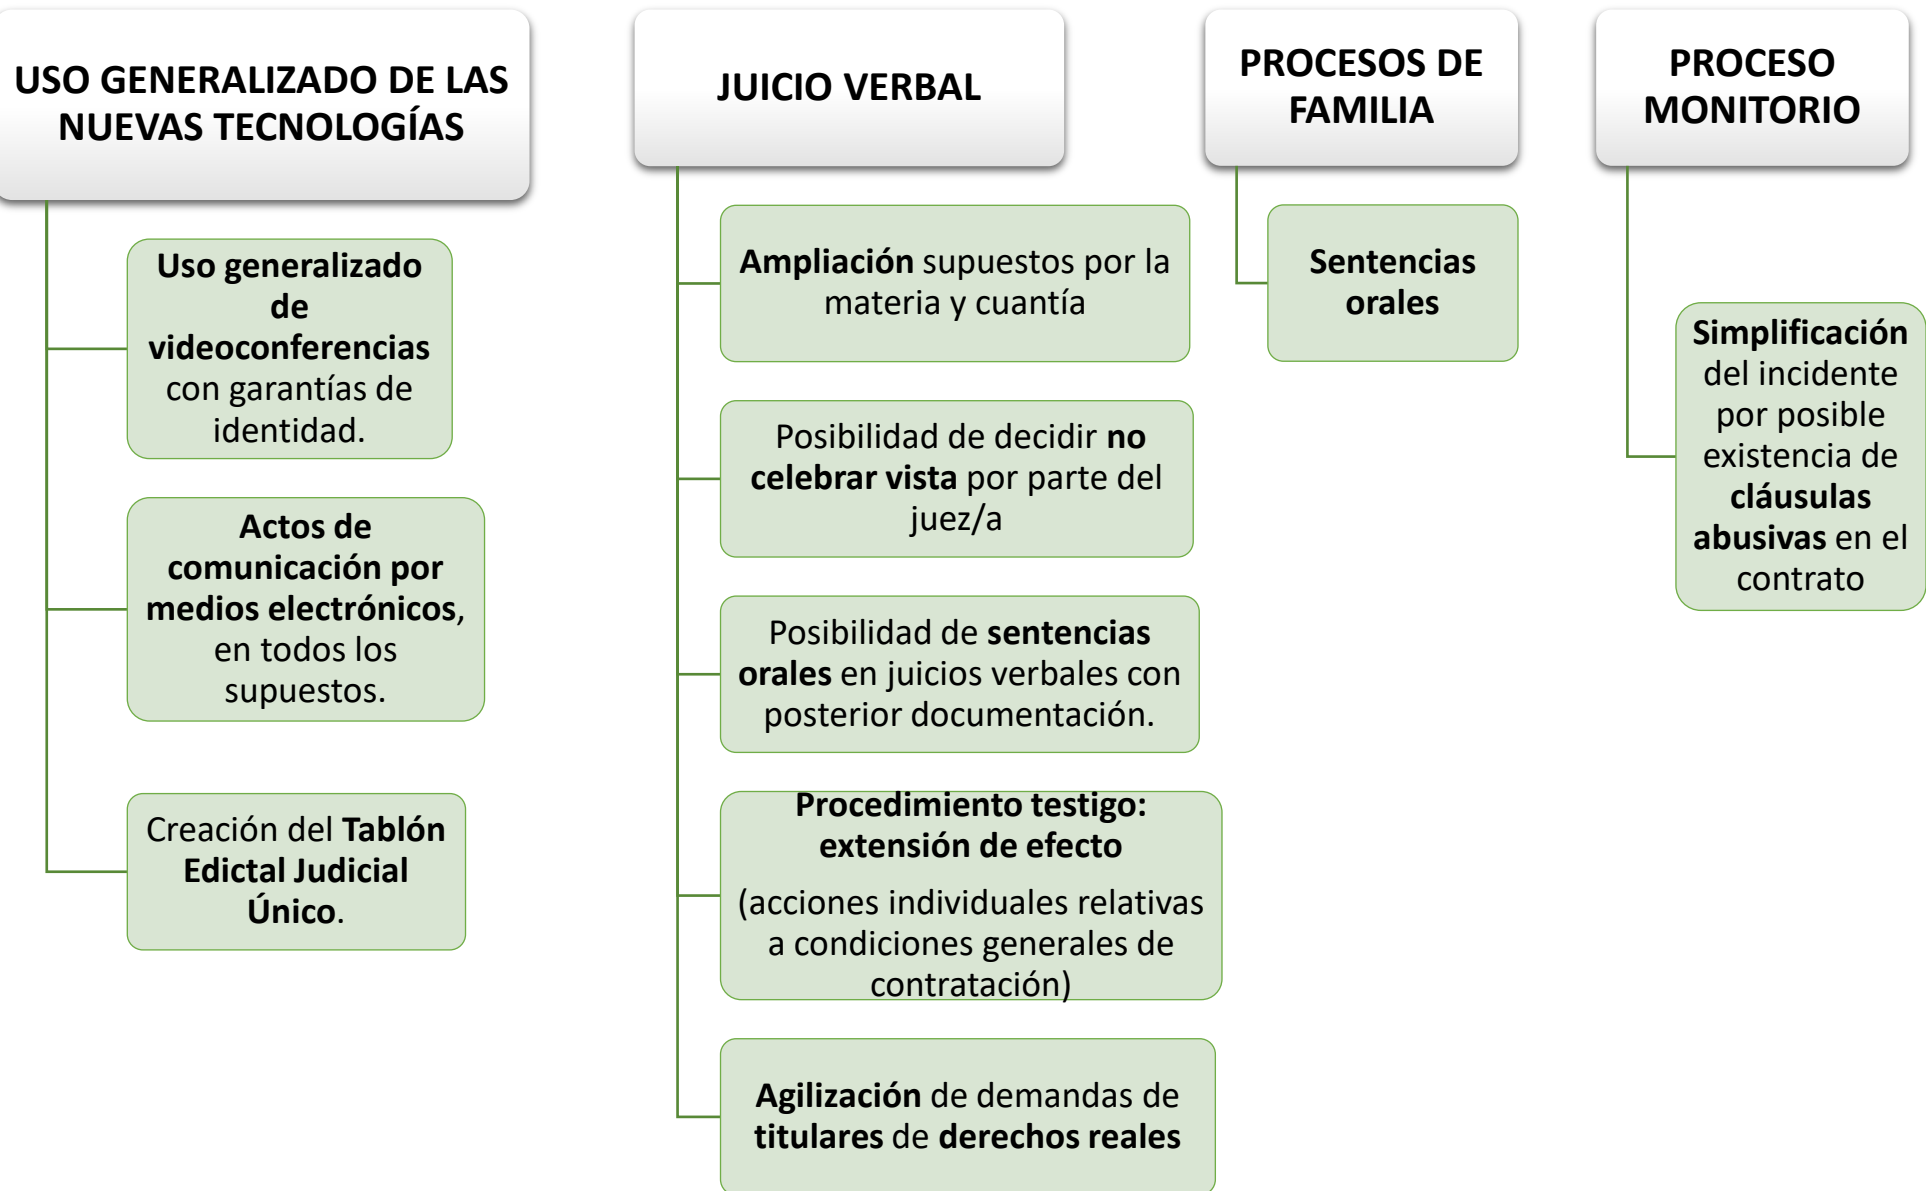 USO GENERALIZADO DE LAS
NUEVAS TECNOLOGÍAS
Uso generalizado
de
videoconferencias
con garantías de
identidad.
Actos de
comunicación por
medios electrónicos,
en todos los
supuestos.
Creación del Tablón
Edictal Judicial
Único.
JUICIO VERBAL
Ampliación supuestos por la
materia y cuantía
Posibilidad de decidir no
celebrar vista por parte del
juez/a
Posibilidad de sentencias
orales en juicios verbales con
posterior documentación.
Procedimiento testigo:
extensión de efecto
(acciones individuales relativas
a condiciones generales de
contratación)
Agilización de demandas de
titulares de derechos reales
PROCESOS DE
FAMILIA
Sentencias
orales
PROCESO
MONITORIO
Simplificación
del incidente
por posible
existencia de
cláusulas
abusivas en el
contrato